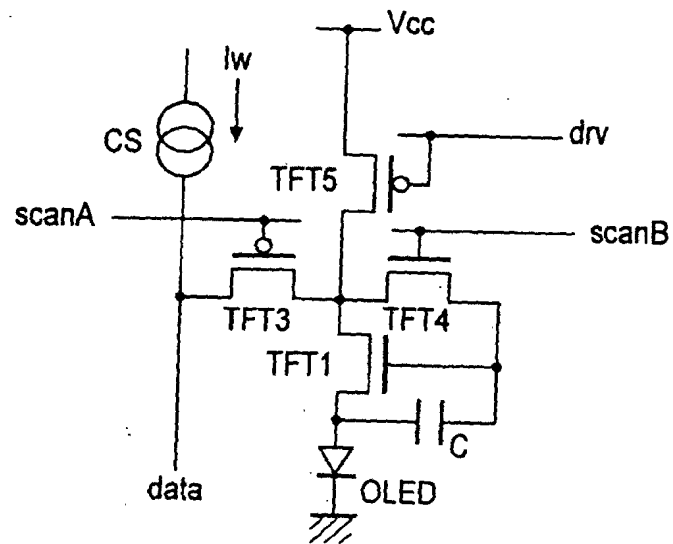 Vcc
Iw
CS
drv
TFT5
scanA
scanB
TFT3
TFT4
TFT1
C
data
OLED